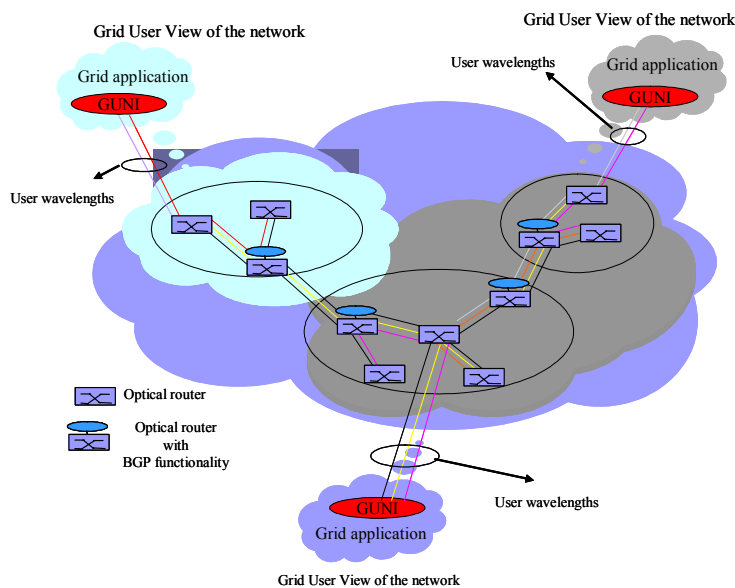 Grid User View of the network
Grid User View of the network
Grid application
GUNI
User wavelengths
Grid application
GUNI
User wavelengths
Optical router
Optical router
with
BGP functionality
User wavelengths
GUNI
Grid application
Grid User View of the network